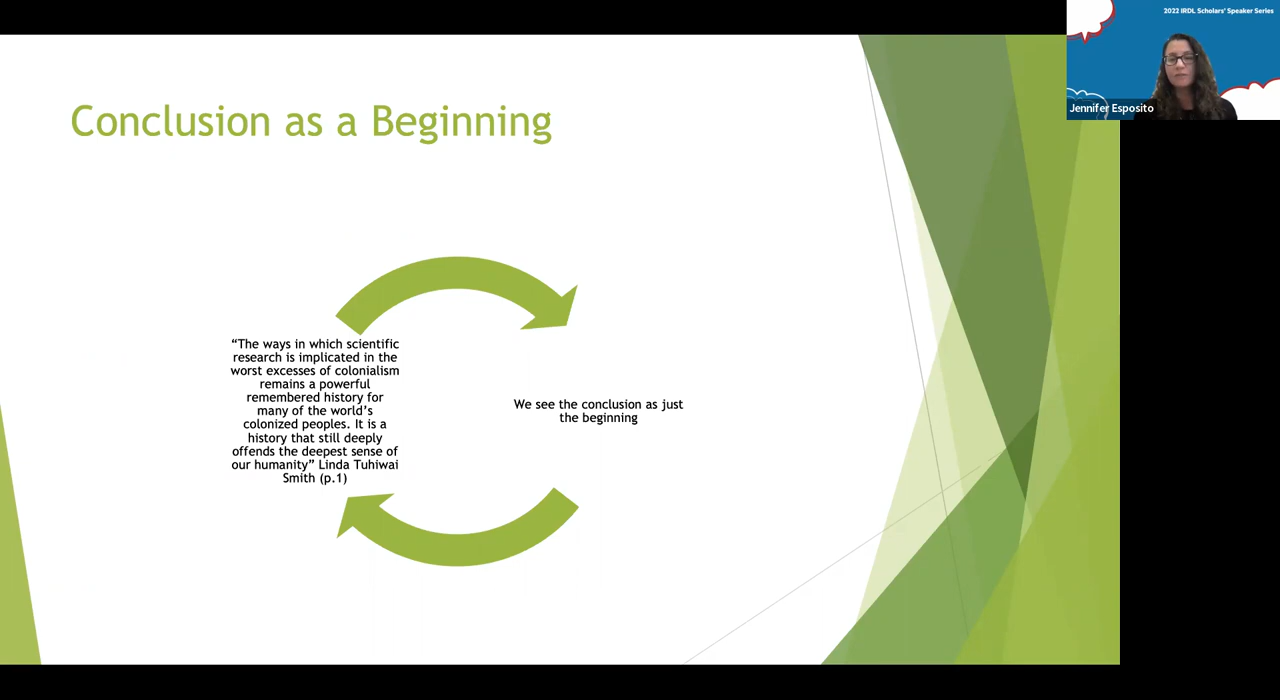 2022 IRDL Scholars' Speaker Series
Jennifer Esposito
Conclusion as a Beginning
“The ways in which scientific
research is implicated in the
worst excesses of colonialism
remains a powerful
remembered history for
many of the world’s
colonized peoples. It is a
history that still deeply
offends the deepest sense of
our humanity” Linda Tuhiwai
Smith (p.1)
We see the conclusion as just
the beginning